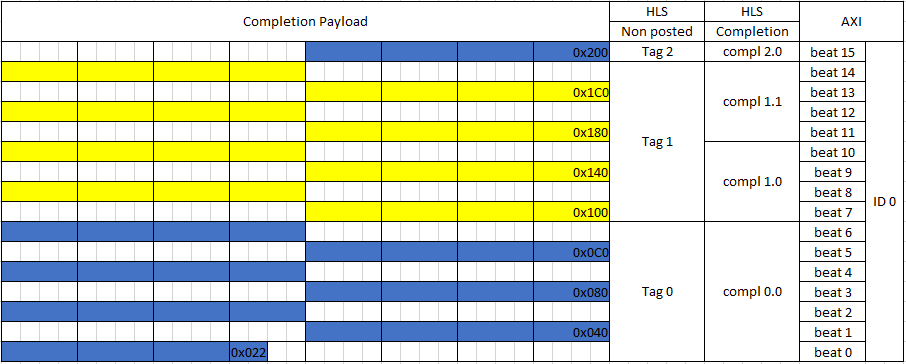 Completion Payload HLS HLS AXI
Non posted Completion
0x200 Tag 2 compl 2.0 beat 15
beat 14
0x1C0 beat 13
compl 1.1
beat 12
0x180 beat 11
Tag 1
beat 10
0x140 beat 9
compl 1.0
beat 8
0x100 beat 7
ID 0
beat 6
0x0C0 beat 5
beat 4
0x080 Tag 0 compl 0.0 beat 3
beat 2
0x040 beat 1
0x022 beat 0